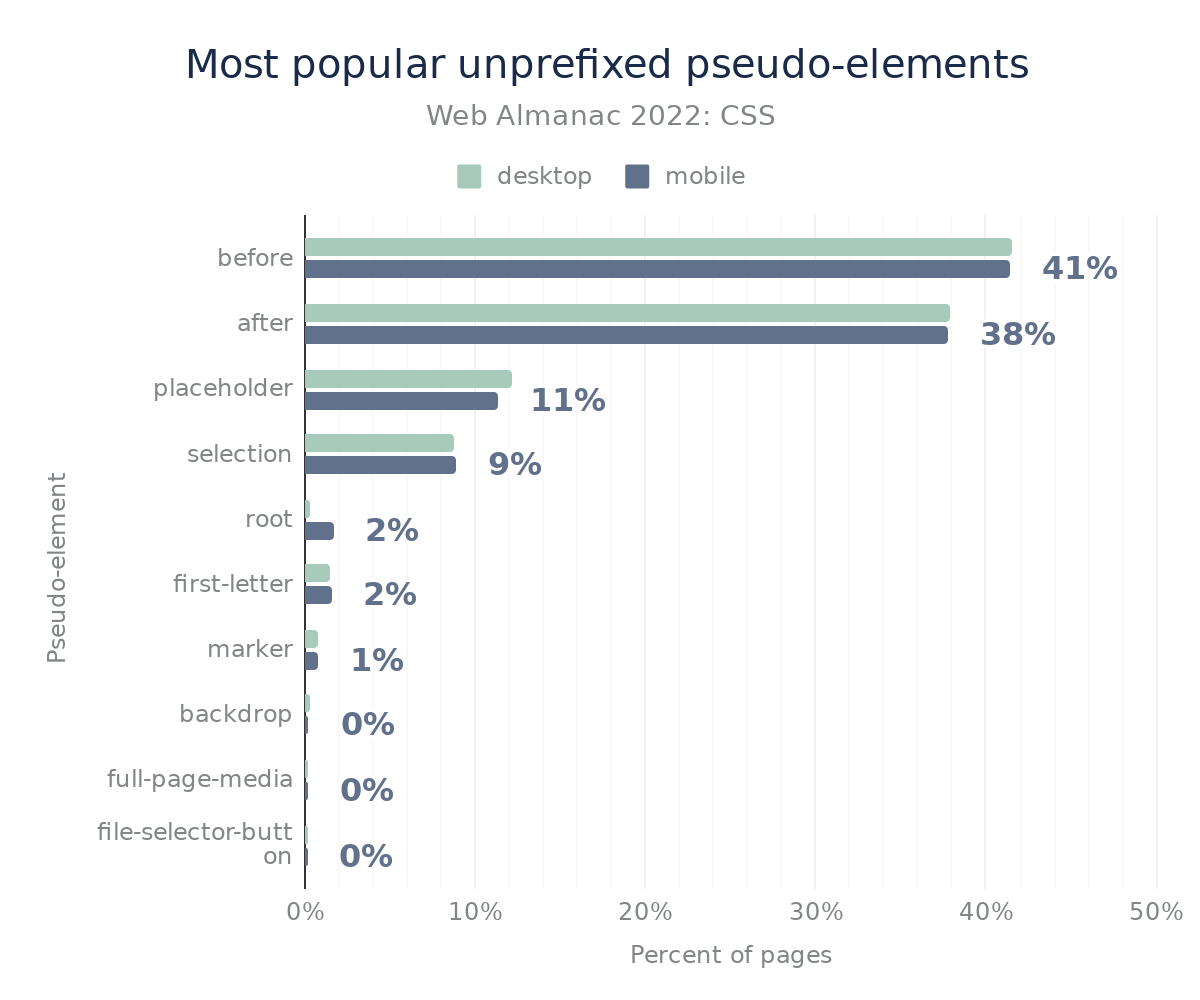 Most popular unprefixed pseudo-elements
Web Almanac 2022: CSS
desktop
mobile
Pseudo-element
before
41%
after
38%
placeholder
11%
selection
9%
root
2%
first-letter
2%
marker
1%
backdrop
0%
full-page-media
0%
file-selector-butt
on
0%
0% 10% 20% 30% 40% 50%
Percent of pages